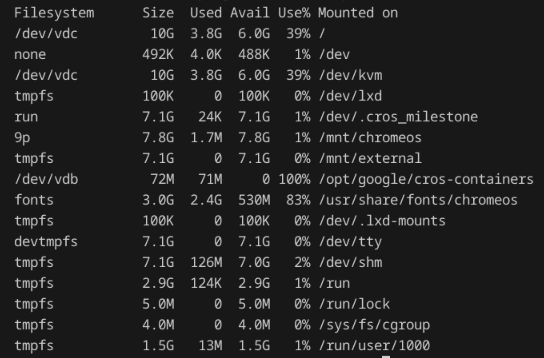 Filesystem Size Used Avail Use% Mounted on
/dev/vdc 10G 3.8G 6.0G 39% /
none 492K 4.0K 488K 1% /dev
/dev/vdc 10G 3.8G 6.0G 39% /dev/kvm
tmpfs 100K 0 100K 0% /dev/lxd
run 7.1G 24K 7.1G 1% /dev/.cros_milestone
9p 7.8G 1.7M 7.8G 1% /mnt/chromeos
tmpfs 7.1G 0 7.1G 0% /mnt/external
/dev/vdb 72M 71M 0 100% /opt/google/cros-containers
fonts 3.0G 2.4G 530M 83% /usr/share/fonts/chromeos
tmpfs 100K 0 100K 0% /dev/.lxd-mounts
devtmpfs 7.1G 0 7.1G 0% /dev/tty
tmpfs 7.1G 126M 7.0G 2% /dev/shm
tmpfs 2.9G 124K 2.9G 1% /run
tmpfs 5.0M 0 5.0M 0% /run/lock
tmpfs 4.0M 0 4.0M 0% /sys/fs/cgroup
tmpfs 1.5G 13M 1.5G 1% /run/user/1000